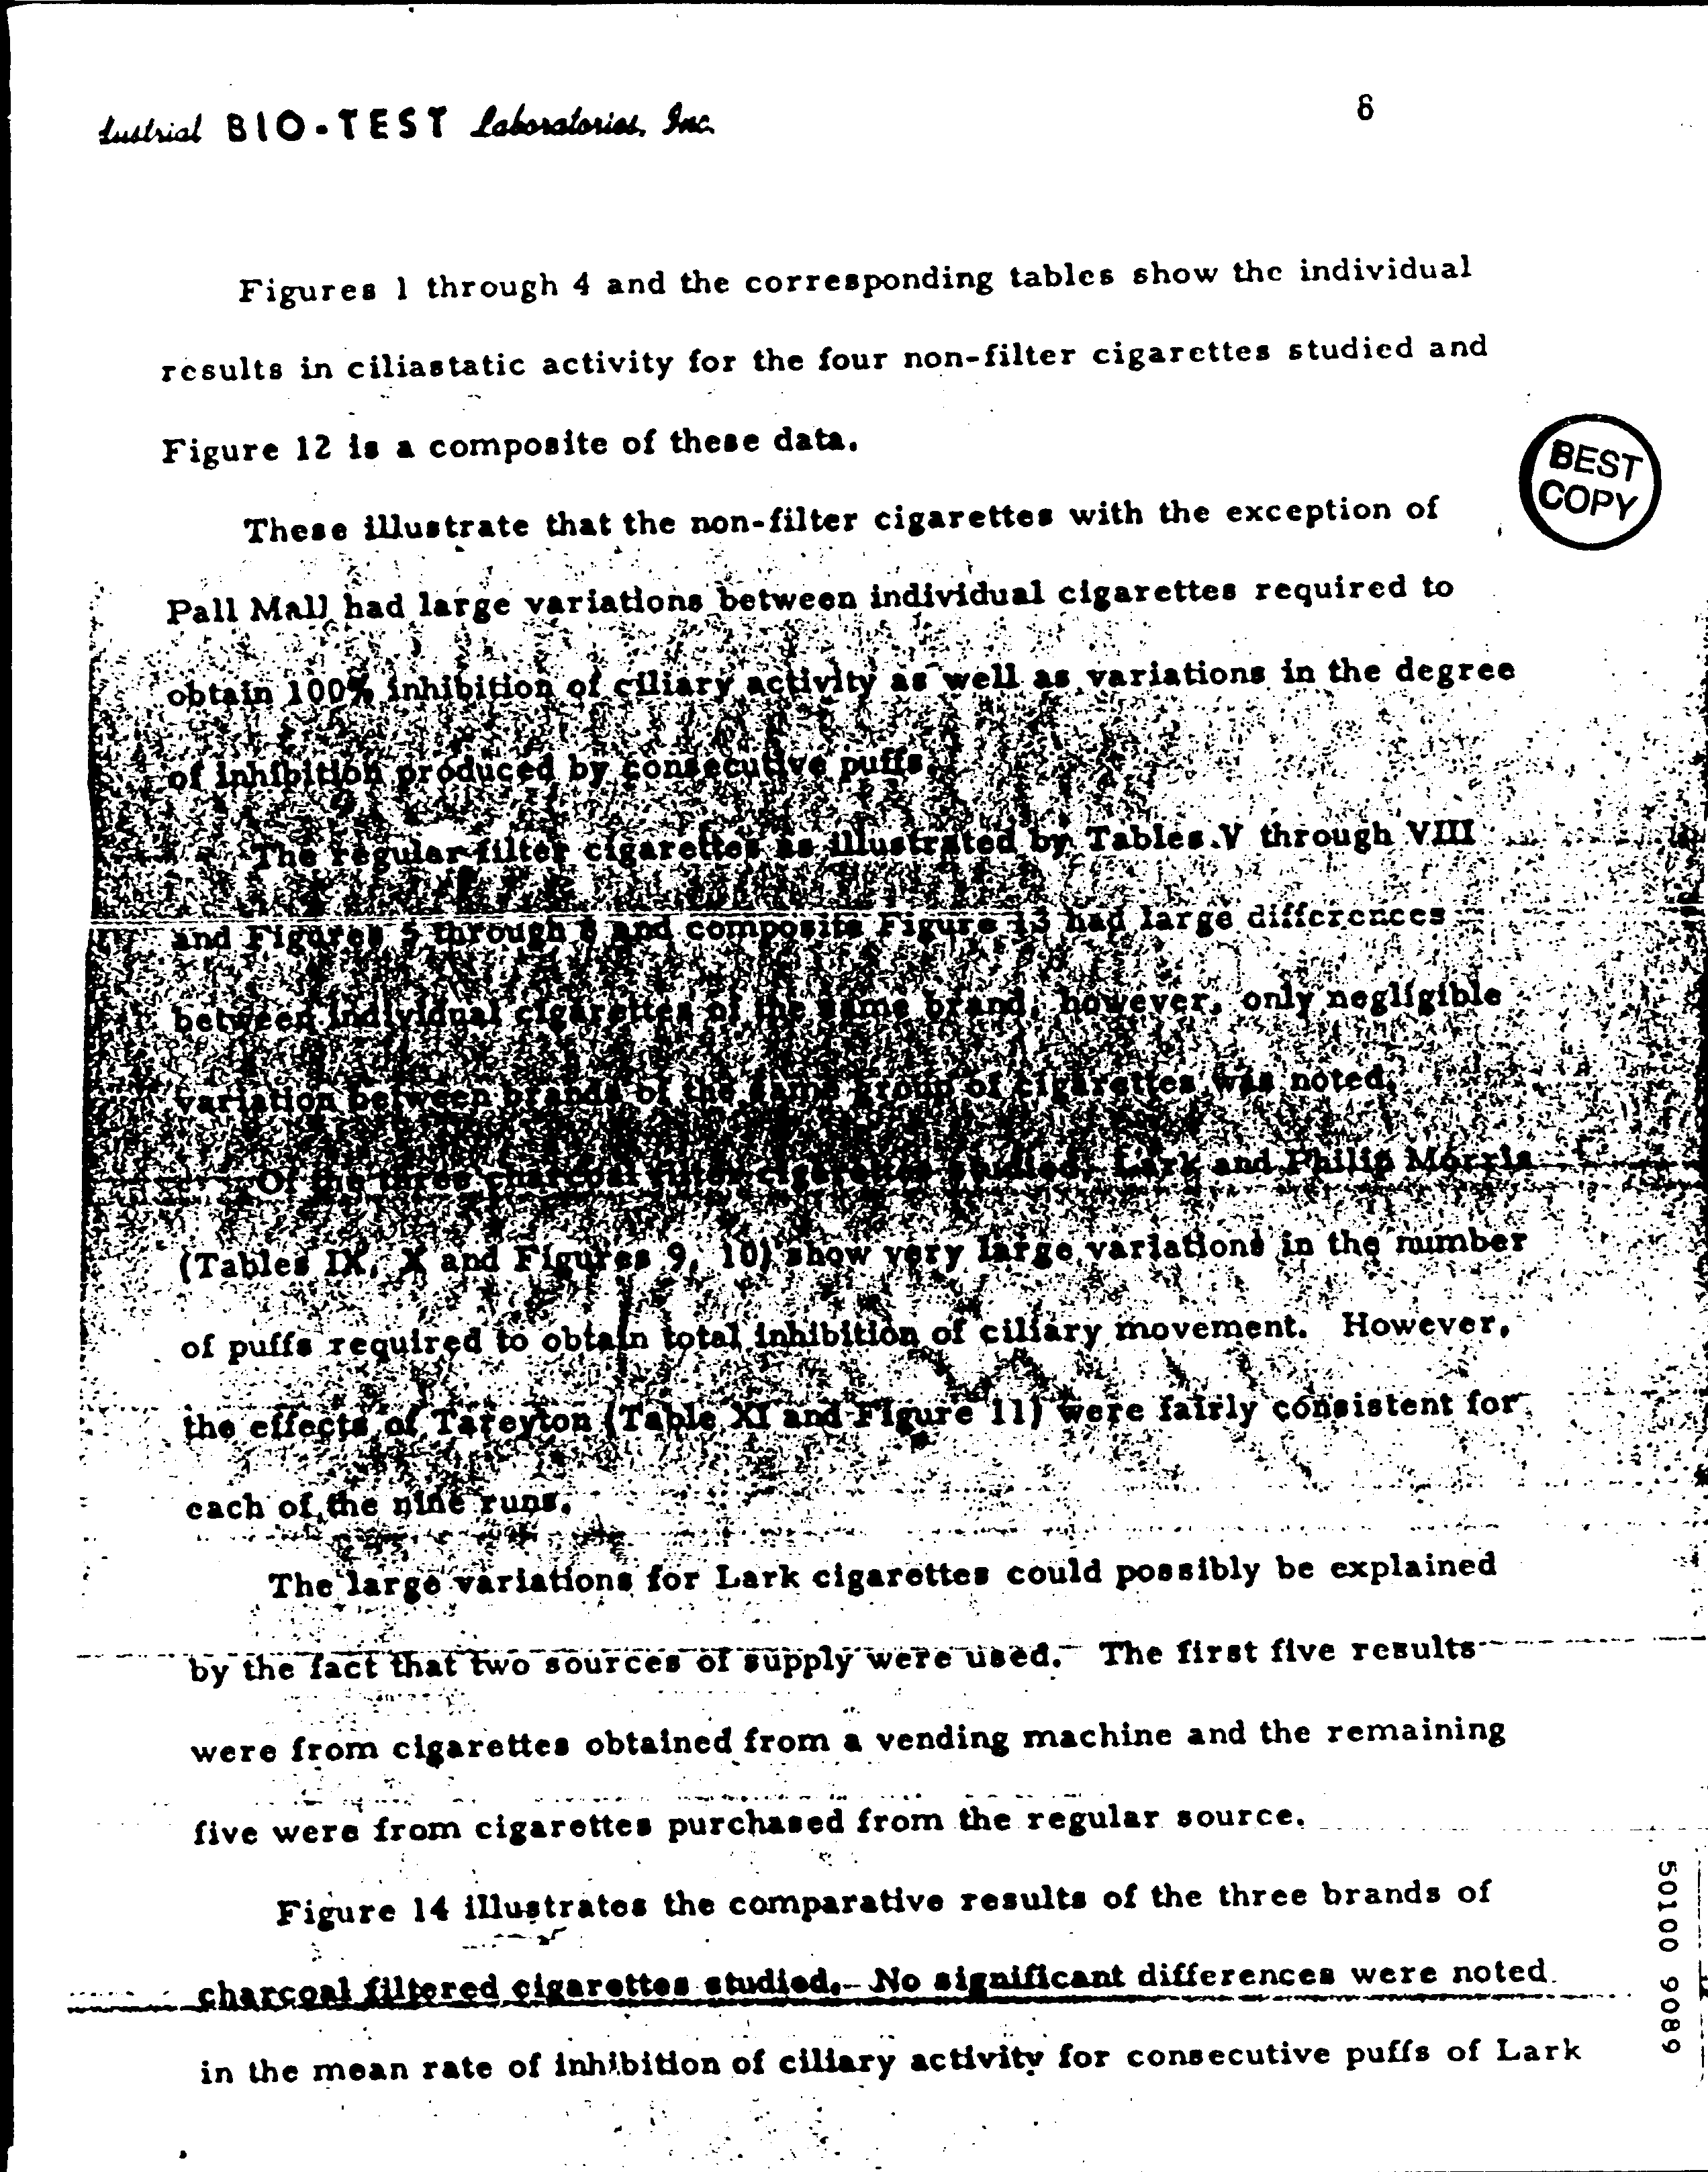 dustrial BIO-TEST Laboratories, Inc.
8
Figures 1 through 4 and the corresponding tables show the individual
results in ciliastatic activity for the four non-filter cigarettes studied and
Figure 12 is a composite of these data.
BEST
COPY
These illustrate that the non-filter cigarettes with the exception of
Pall Mall had large variations between individual cigarettes required to
obtain 100% inhibition of ciliary activity as well as variations in the degree
of inhibition produced by consecutive puffs.
The regular filter cigarettes as illustrated by Tables V through VIII
and Figures 5 through 8 and composite Figure 13 had large differences
between individual cigarettes of the same brand; however, only negligible
variation between brands of the same group of cigarettes was noted.
Of the three charcoal filter cigarettes studied, Lark and Philip Morris
(Tables IX, X and Figures 9, 10) show very large variations in the number
of puffs required to obtain total inhibition of ciliary movement. However,
the effects of Tareyton (Table XI and Figure 11) were fairly consistent for
each of the nine runs.
The large variations for Lark cigarettes could possibly be explained
by the fact that two sources of supply were used. The first five results
were from cigarettes obtained from a vending machine and the remaining
five were from cigarettes purchased from the regular source.
Figure 14 illustrates the comparative results of the three brands of
charcoal filtered cigarettes studied. No significant differences were noted
in the mean rate of inhibition of ciliary activity for consecutive puffs of Lark
50100 9089